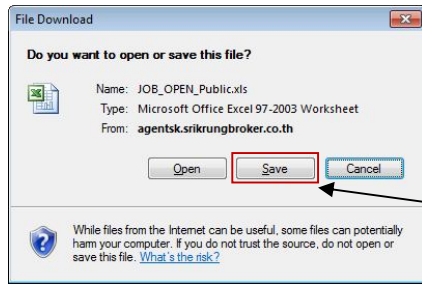 File Download
Do you want to open or save this file?
Name: JOB_OPEN_Public.xls
Type: Microsoft Office Excel 97-2003 Worksheet
From: agentsk.srikrungbroker.co.th
Open Save Cancel
While files from the Internet can be useful, some files can potentially
harm your computer. If you do not trust the source, do not open or
save this file. What's the risk?